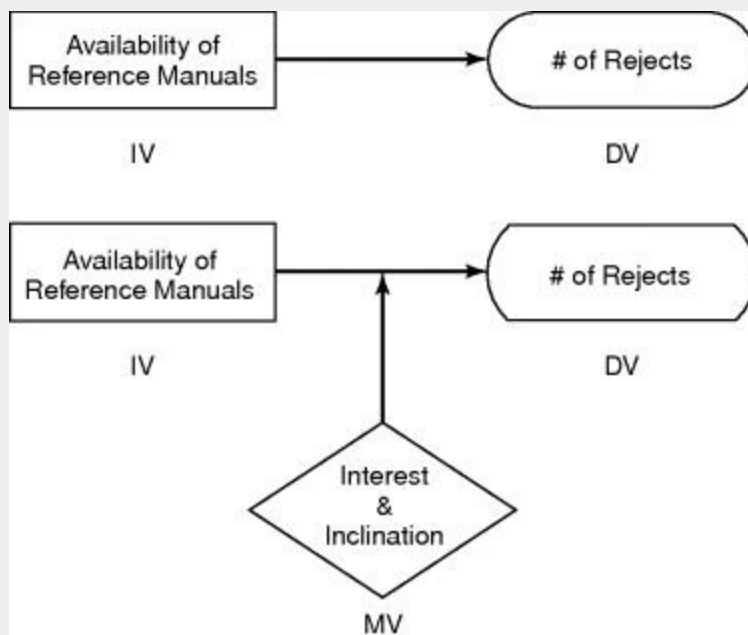 Availability of
Reference Manuals
# of Rejects
IV
DV
Availability of
Reference Manuals
# of Rejects
IV
DV
Interest
&
Inclination
MV